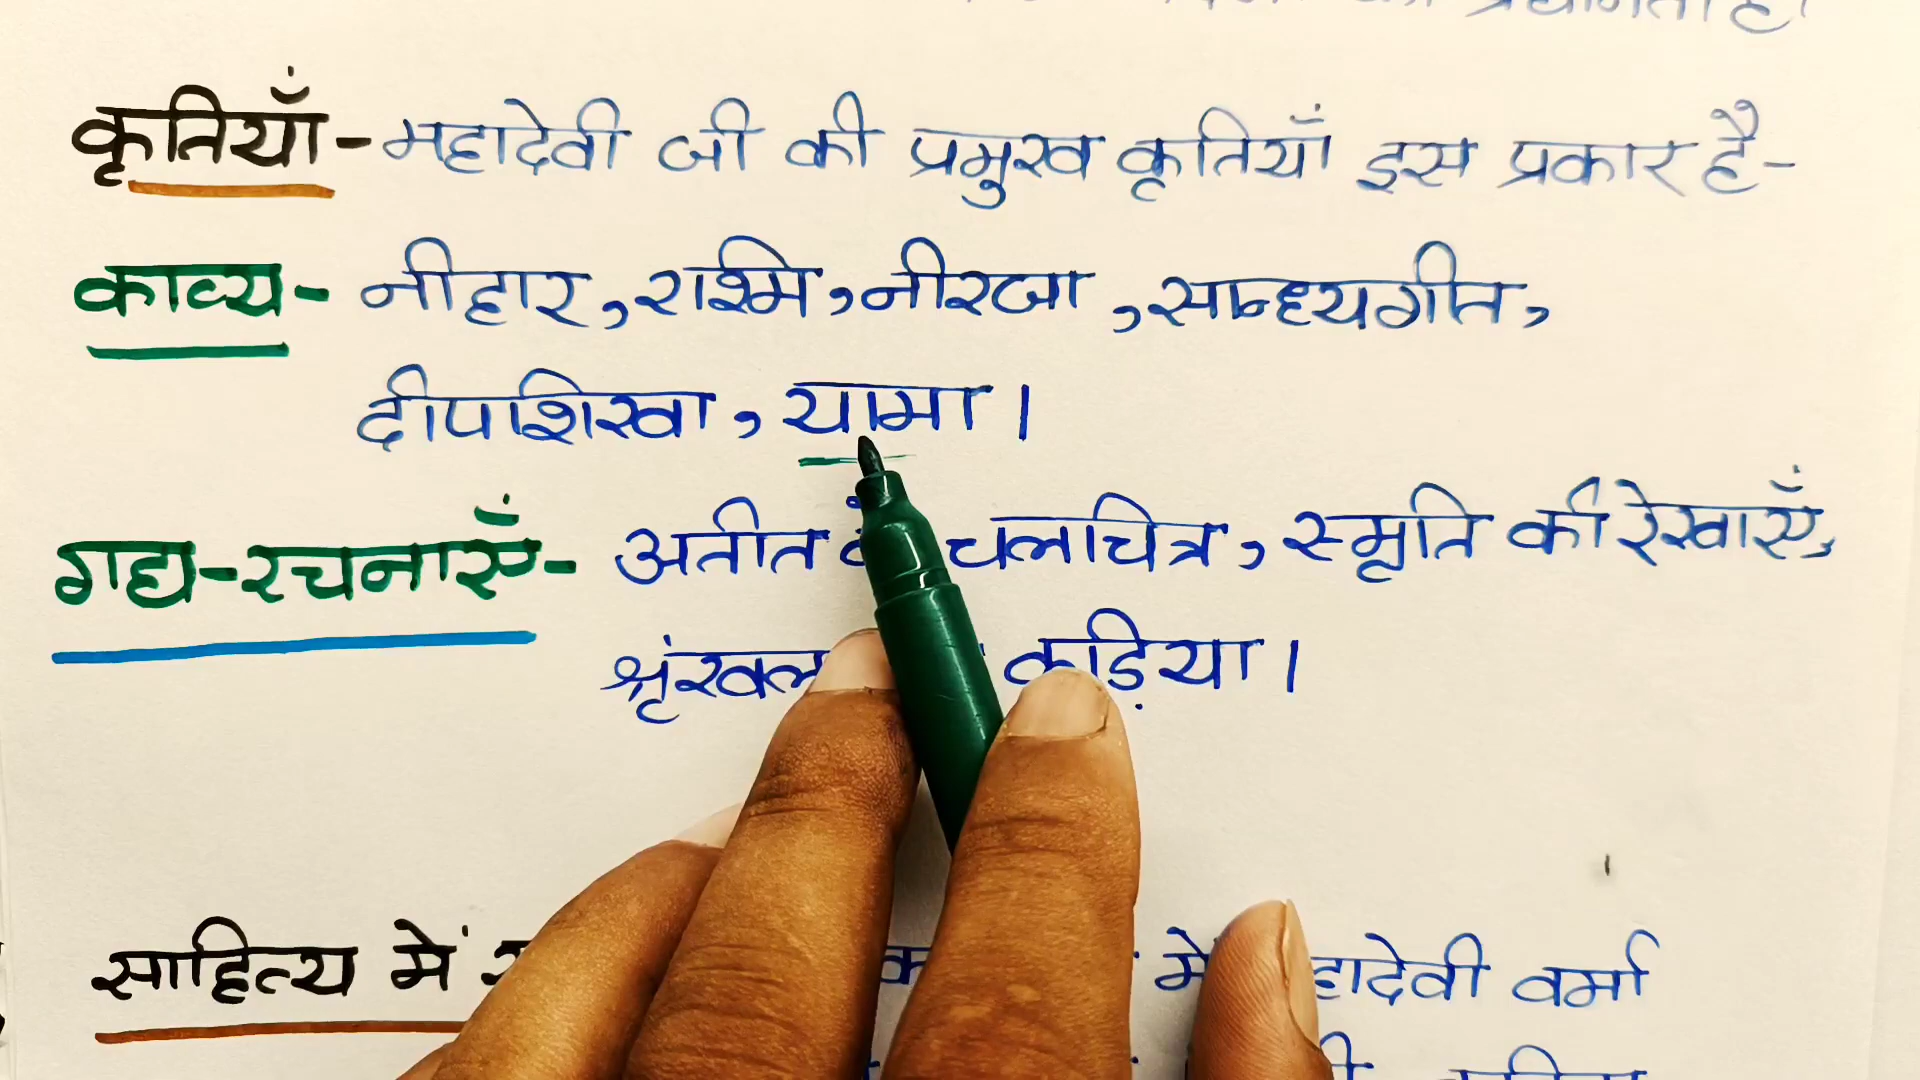 कृतियाँ - महादेवी जी की प्रमुख कृतियाँ इस प्रकार है -
काव्य - नीहार, रश्मि, नीरजा, सान्ध्यगीत,
दीपशिखा, यामा।
गद्य-रचनाएँ - अतीत के चलचित्र, स्मृति की रेखाएँ,
कड़िया।
साहित्य में में महादेवी वर्मा